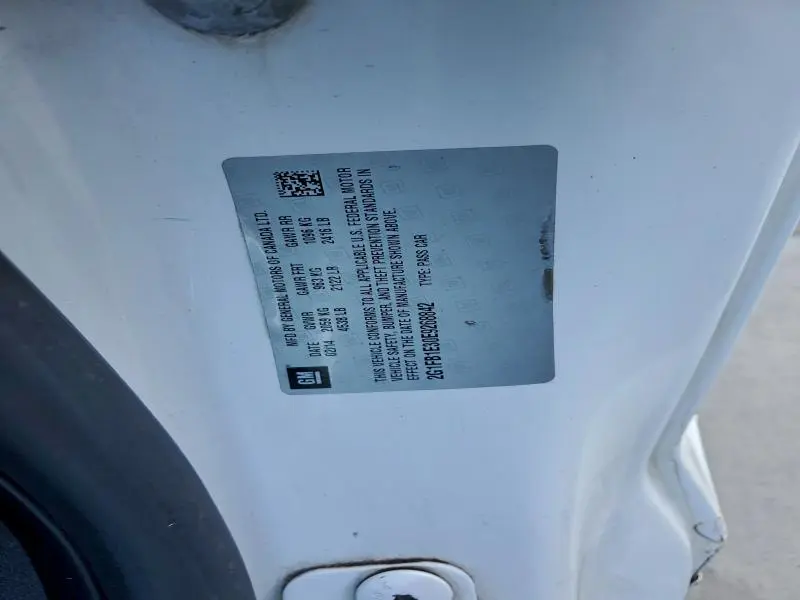 MFD BY GENERAL MOTORS OF CANADA LTD.
DATE GVWR GAWR FRT GAWR RR
02/14 2059 KG 963 KG 1096 KG
4538 LB 2122 LB 2416 LB
GM
THIS VEHICLE CONFORMS TO ALL APPLICABLE U.S. FEDERAL MOTOR
VEHICLE SAFETY, BUMPER, AND THEFT PREVENTION STANDARDS IN
EFFECT ON THE DATE OF MANUFACTURE SHOWN ABOVE.
2G1FB1E30E9268842 TYPE: PASS CAR